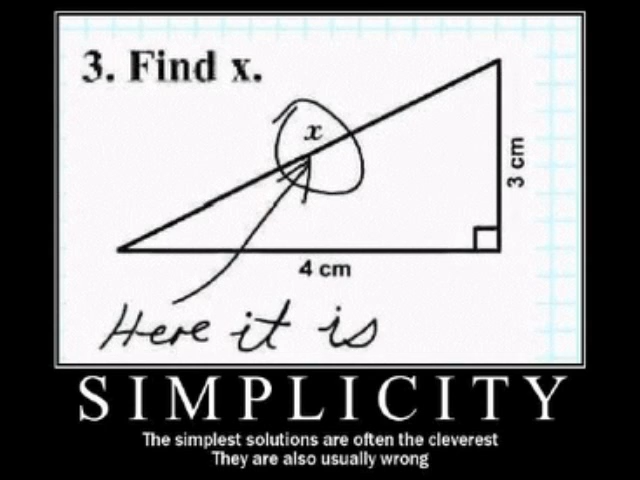 3. Find x.
x
3 cm
4 cm
Here it is
SIMPLICITY
The simplest solutions are often the cleverest
They are also usually wrong